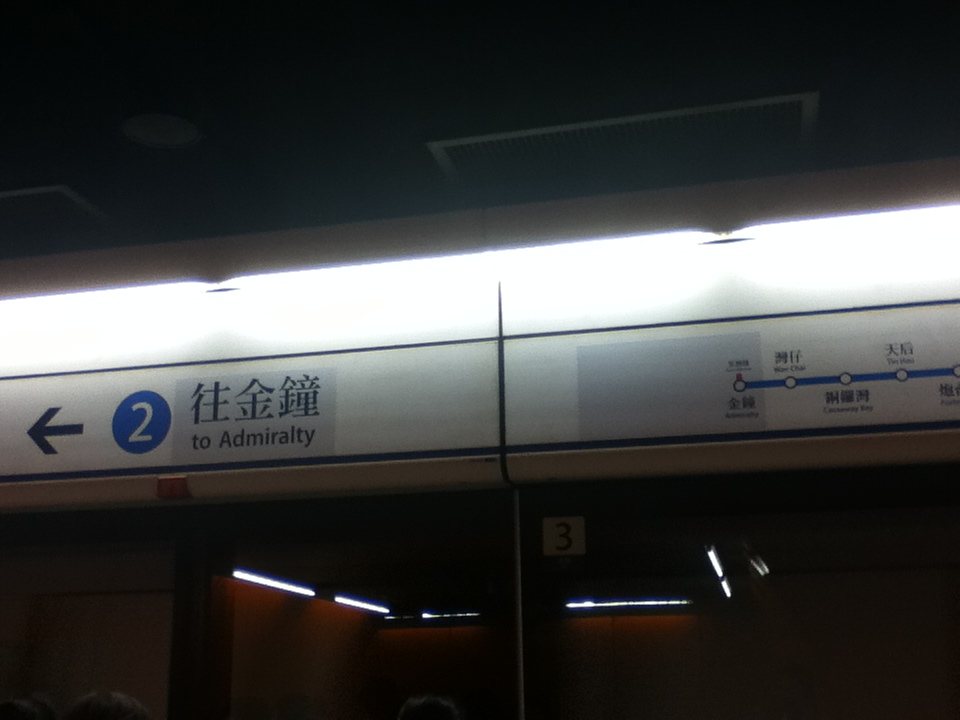 2
往金鐘
to Admiralty
金鐘
Admiralty
灣仔
Wan Chai
銅鑼灣
Causeway Bay
天后
Tin Hau
3